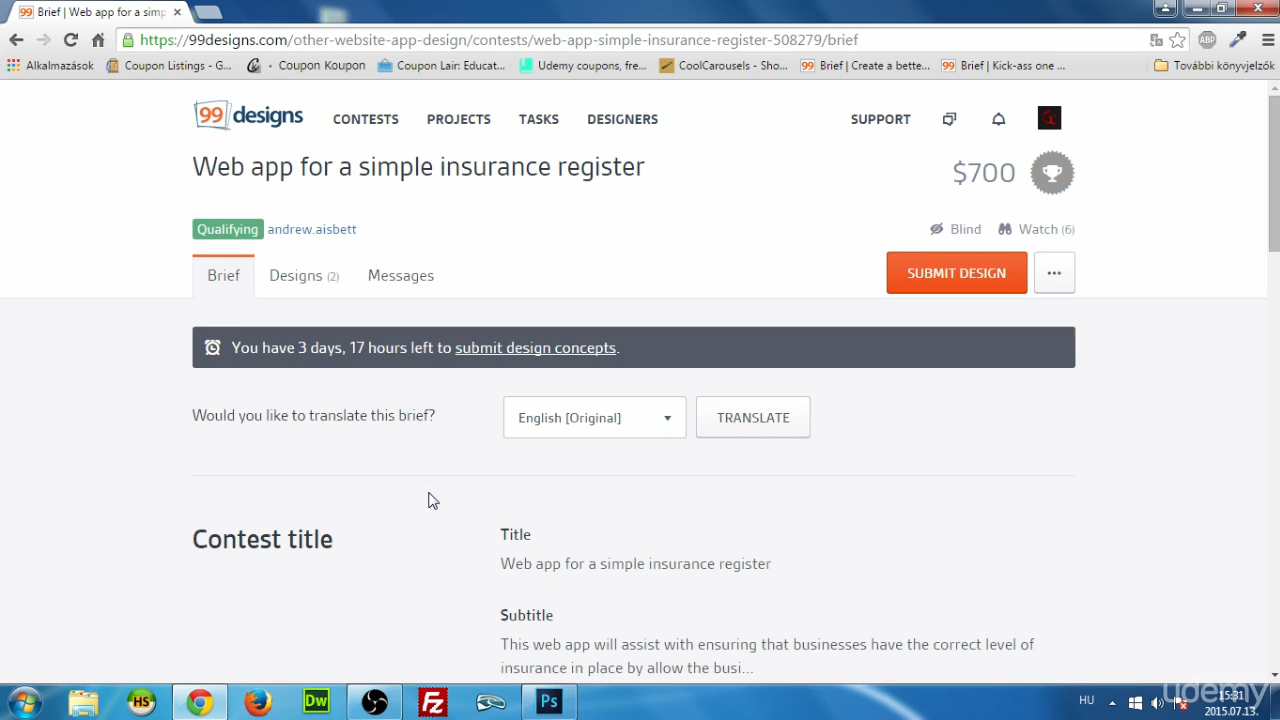 Brief | Web app for a simp
https://99designs.com/other-website-app-design/contests/web-app-simple-insurance-register-508279/brief
ABP
Alkalmazások
Coupon Listings - G...
Coupon Koupon
Coupon Lair: Educat...
Udemy coupons, fre...
CoolCarousels - Sho...
Brief | Create a bette...
Brief | Kick-ass one ...
További könyvjelzők
99designs
CONTESTS
PROJECTS
TASKS
DESIGNERS
SUPPORT
Web app for a simple insurance register
$700
Qualifying
andrew.aisbett
Blind
Watch (6)
Brief
Designs (2)
Messages
SUBMIT DESIGN
You have 3 days, 17 hours left to submit design concepts.
Would you like to translate this brief?
English [Original]
TRANSLATE
Contest title
Title
Web app for a simple insurance register
Subtitle
This web app will assist with ensuring that businesses have the correct level of
insurance in place by allow the busi...
HS
Dw
Fz
Ps
HU
15:31
2015.07.13.
udemy